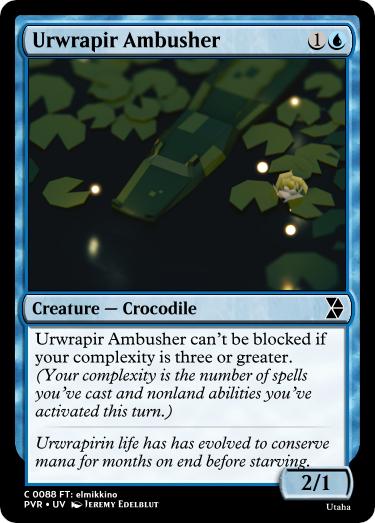 Urwrapir Ambusher 1
Creature — Crocodile
Urwrapir Ambusher can't be blocked if
your complexity is three or greater.
(Your complexity is the number of spells
you've cast and nonland abilities you've
activated this turn.)
Urwrapirin life has has evolved to conserve
mana for months on end before starving.
2/1
C 0088 FT: elmikkino
PVR • UV Jeremy Edelblut
Utaha